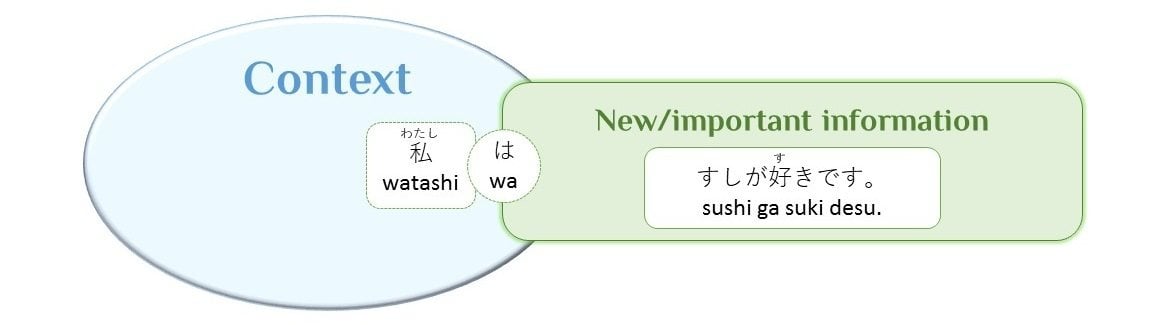 Context
New/important information
わたし
私
watashi
は
wa
す
すしが好きです。
sushi ga suki desu.